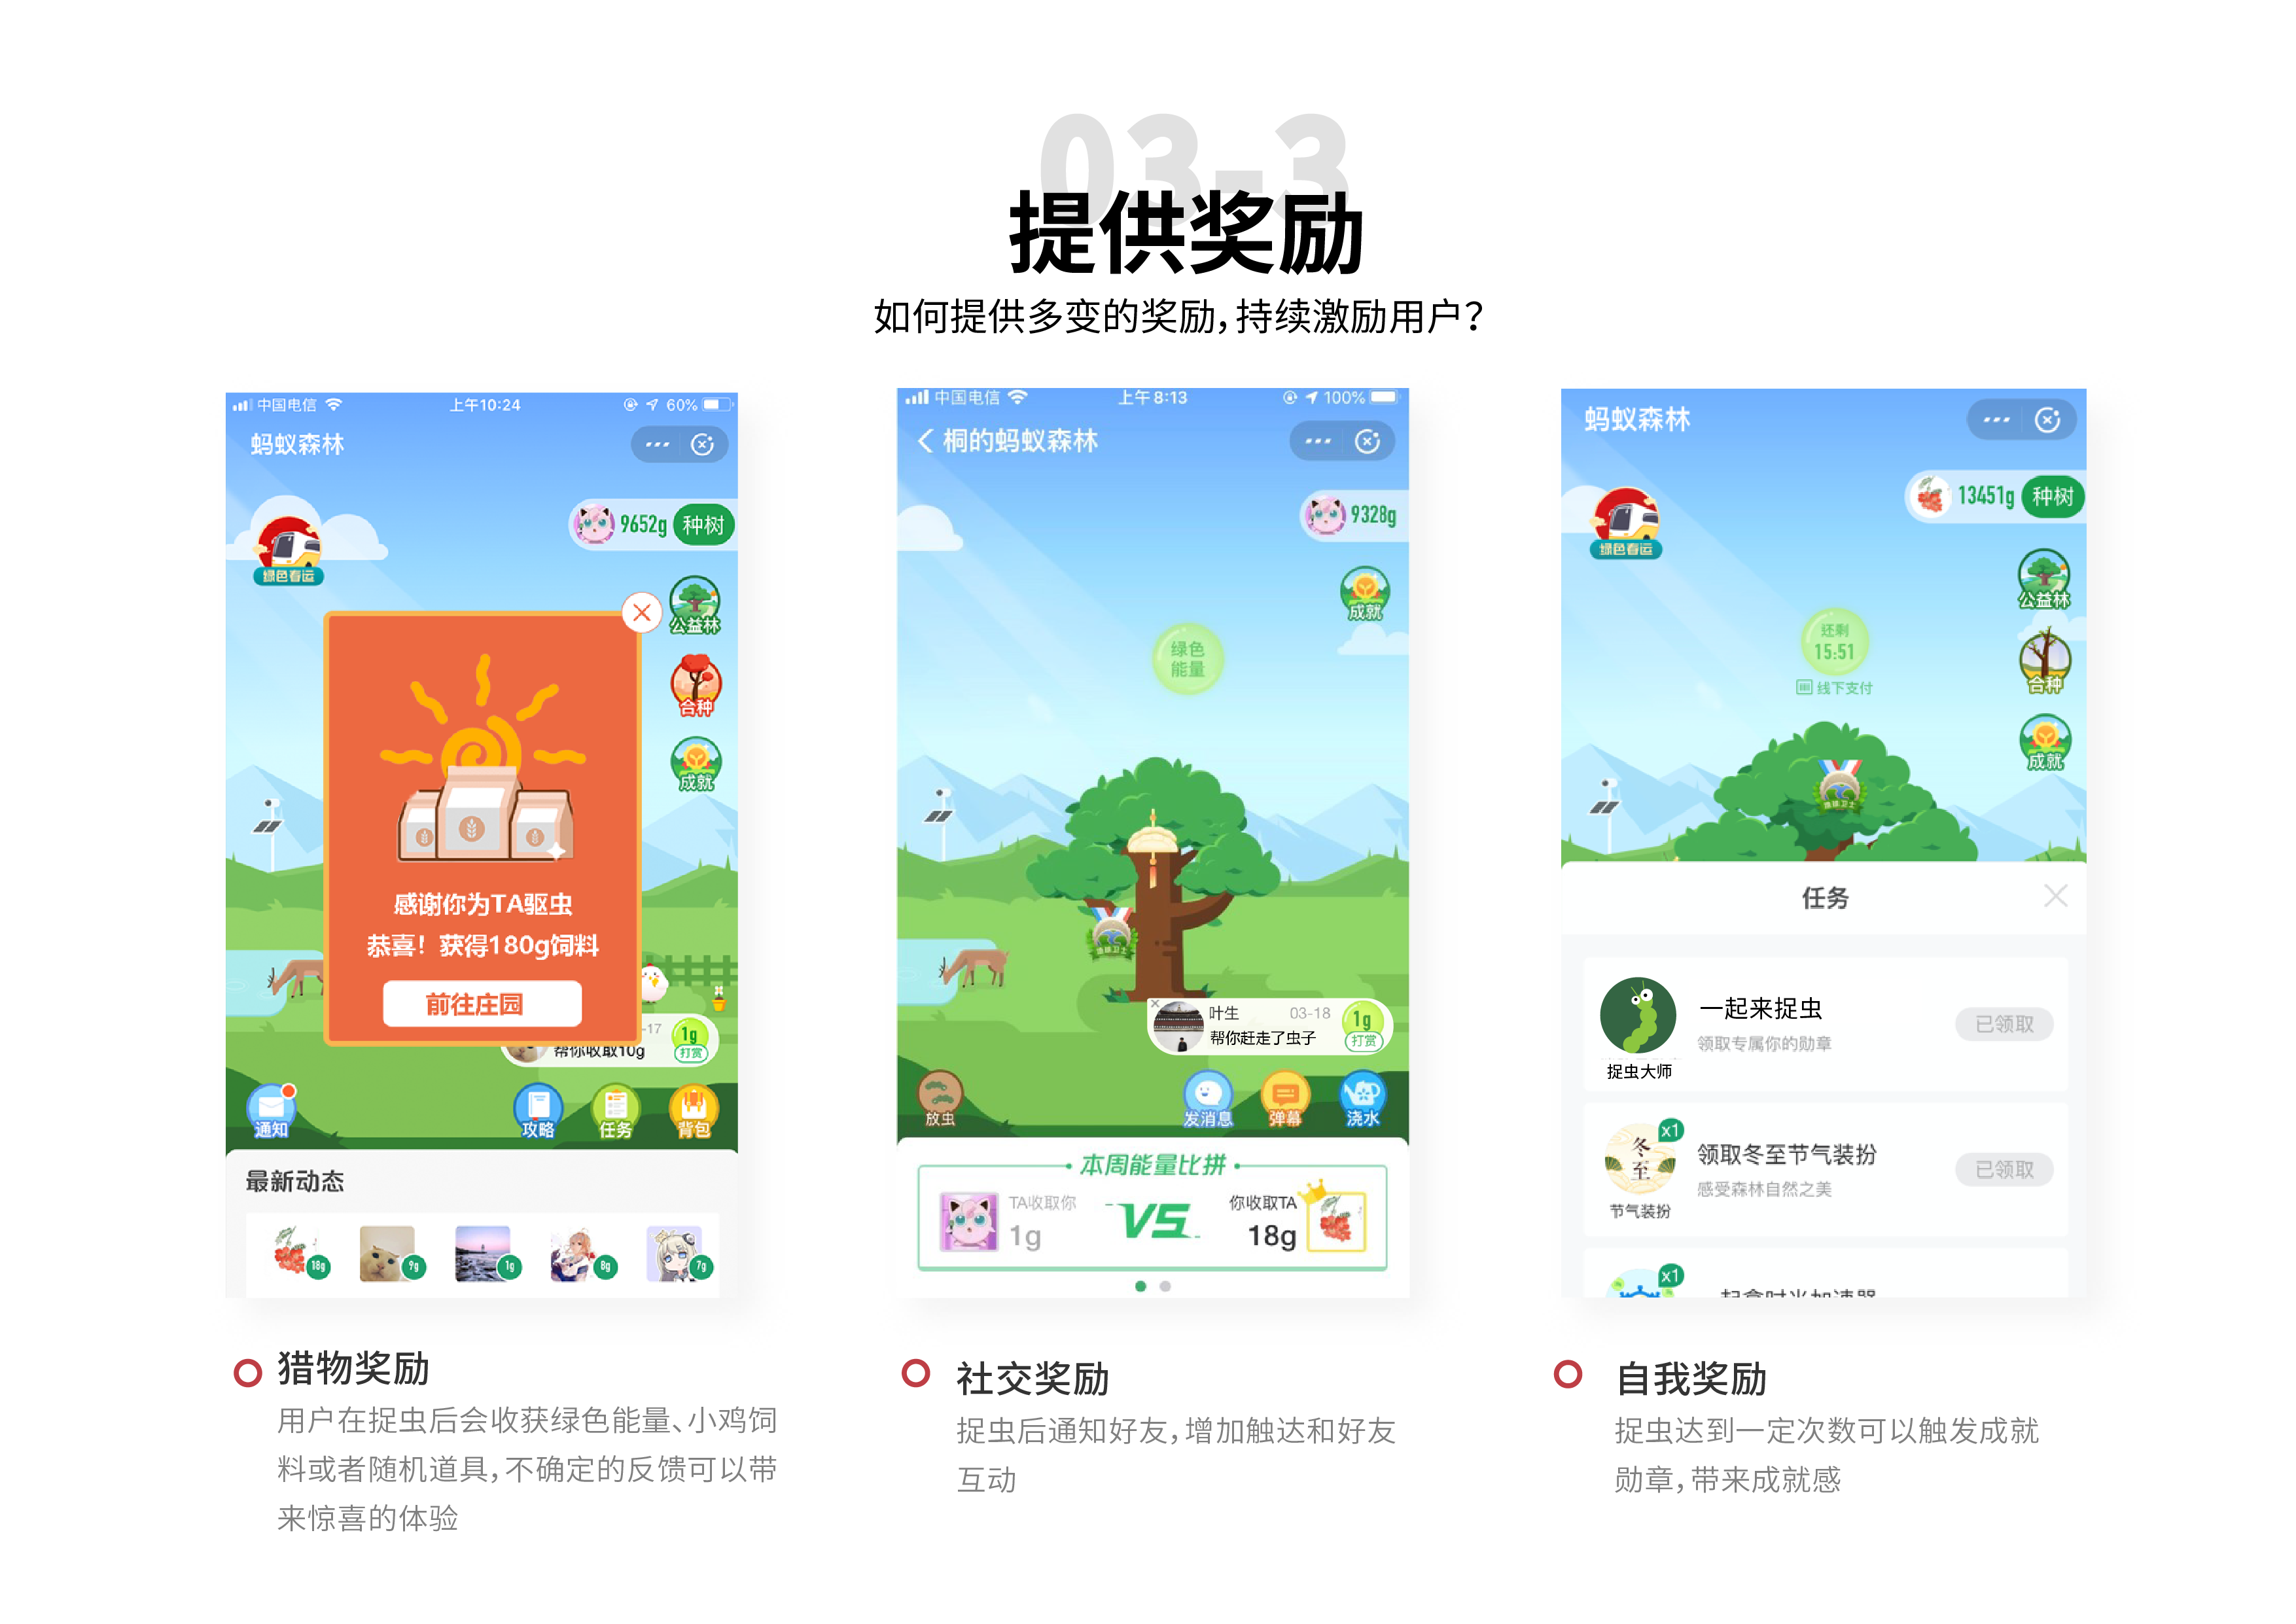 03-3
提供奖励
如何提供多变的奖励,持续激励用户?
中国电信
上午10:24
60%
蚂蚁森林
绿色春运
9652g
种树
公益林
合种
成就
感谢你为TA驱虫
恭喜!获得180g饲料
前往庄园
-17
帮你收取10g
1g
打赏
通知
攻略
任务
背包
最新动态
18g
9g
1g
8g
7g
中国电信
上午8:13
100%
桐的蚂蚁森林
9328g
成就
绿色
能量
叶生
03-18
帮你赶走了虫子
1g
打赏
放虫
发消息
弹幕
浇水
本周能量比拼
TA收取你
1g
VS
你收取TA
18g
蚂蚁森林
绿色春运
13451g
种树
公益林
合种
成就
还剩
15:51
线下支付
任务
一起来捉虫
领取专属你的勋章
捉虫大师
已领取
x1
冬至
领取冬至节气装扮
感受森林自然之美
节气装扮
已领取
x1
猎物奖励
用户在捉虫后会收获绿色能量、小鸡饲
料或者随机道具,不确定的反馈可以带
来惊喜的体验
社交奖励
捉虫后通知好友,增加触达和好友
互动
自我奖励
捉虫达到一定次数可以触发成就
勋章,带来成就感